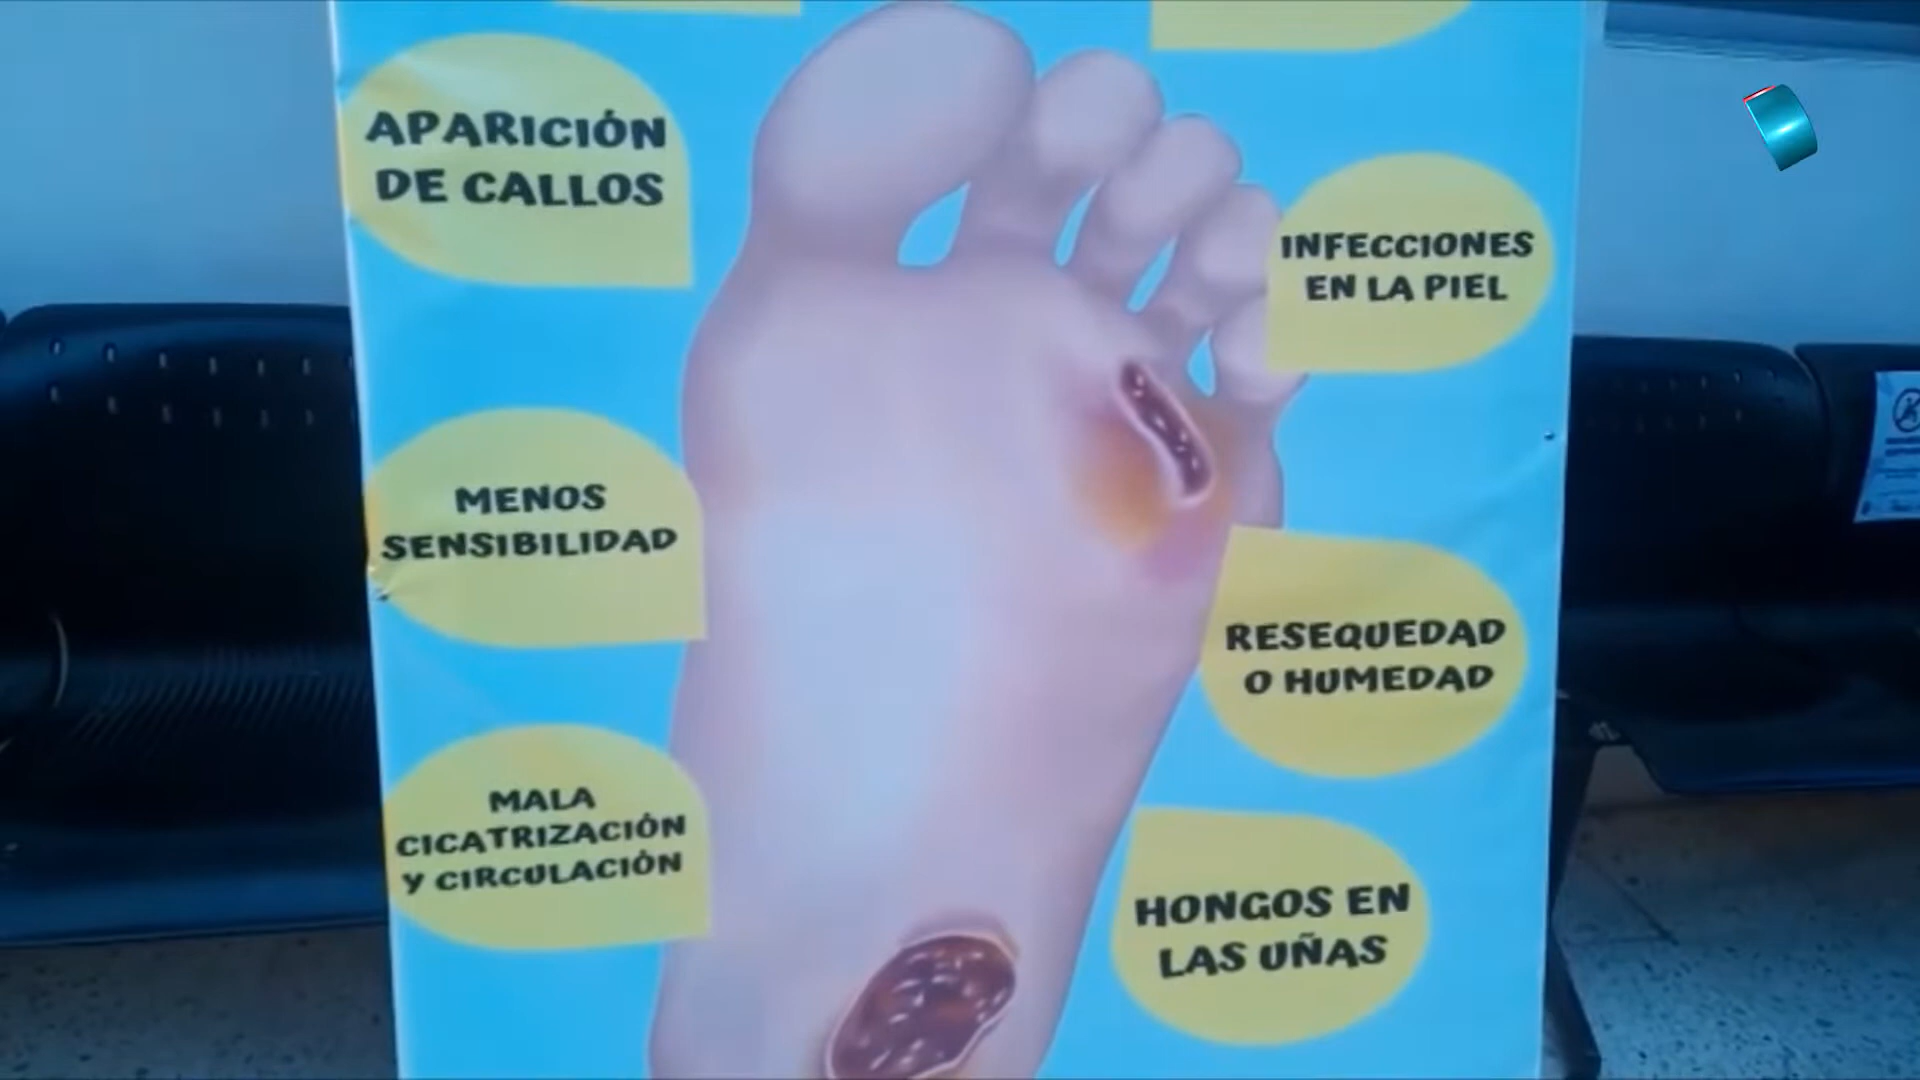 APARICIÓN
DE CALLOS
INFECCIONES
EN LA PIEL
MENOS
SENSIBILIDAD
RESEQUEDAD
O HUMEDAD
MALA
CICATRIZACIÓN
Y CIRCULACIÓN
HONGOS EN
LAS UÑAS